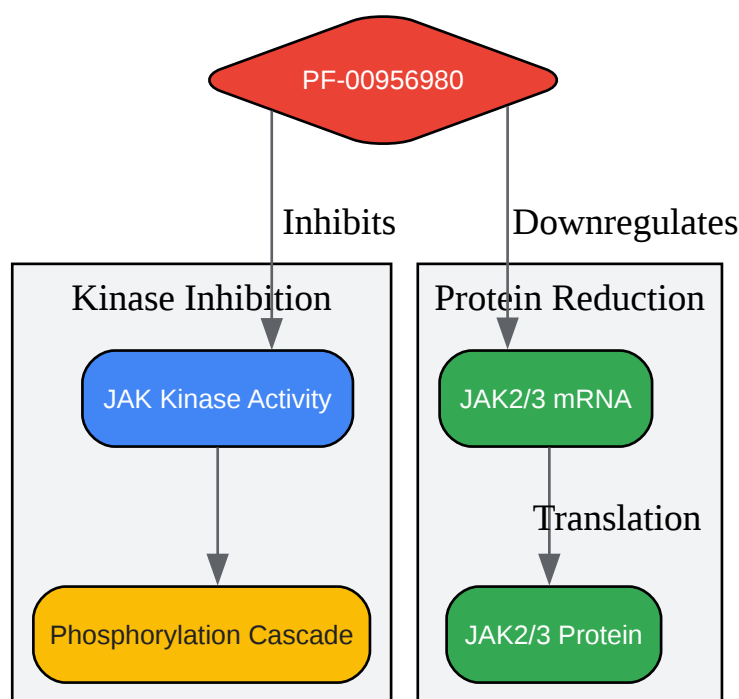 PF-00956980
Inhibits
Downregulates
Kinase Inhibition
Protein Reduction
JAK Kinase Activity
JAK2/3 mRNA
Translation
Phosphorylation Cascade
JAK2/3 Protein